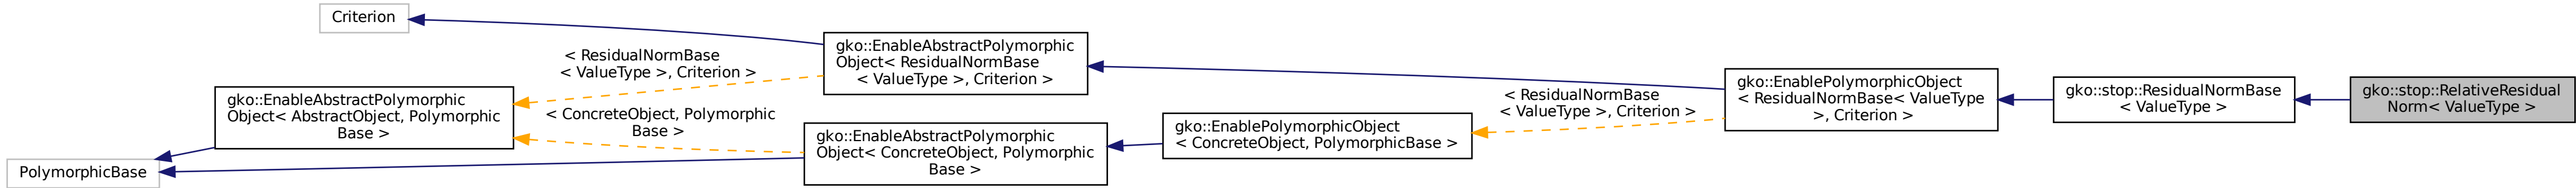 Criterion
gko::EnableAbstractPolymorphic
Object< ResidualNormBase
< ValueType >, Criterion >
< ResidualNormBase
< ValueType >, Criterion >
gko::EnableAbstractPolymorphic
Object< AbstractObject, Polymorphic
Base >
< ConcreteObject, Polymorphic
Base >
PolymorphicBase
gko::EnableAbstractPolymorphic
Object< ConcreteObject, Polymorphic
Base >
gko::EnablePolymorphicObject
< ConcreteObject, PolymorphicBase >
< ResidualNormBase
< ValueType >, Criterion >
gko::EnablePolymorphicObject
< ResidualNormBase< ValueType
>, Criterion >
gko::stop::ResidualNormBase
< ValueType >
gko::stop::RelativeResidual
Norm< ValueType >